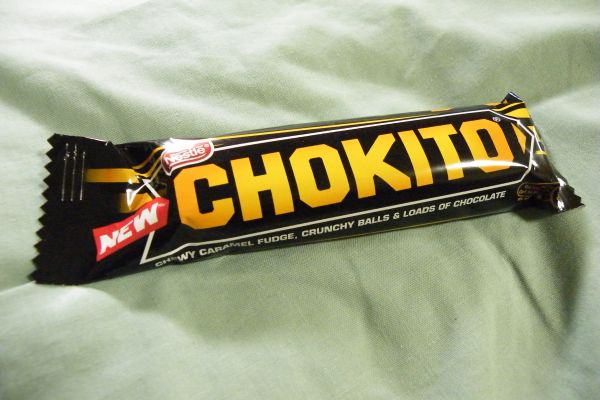 Nestlé
CHOKITO®
NEW
CHEWY CARAMEL FUDGE, CRUNCHY BALLS & LOADS OF CHOCOLATE